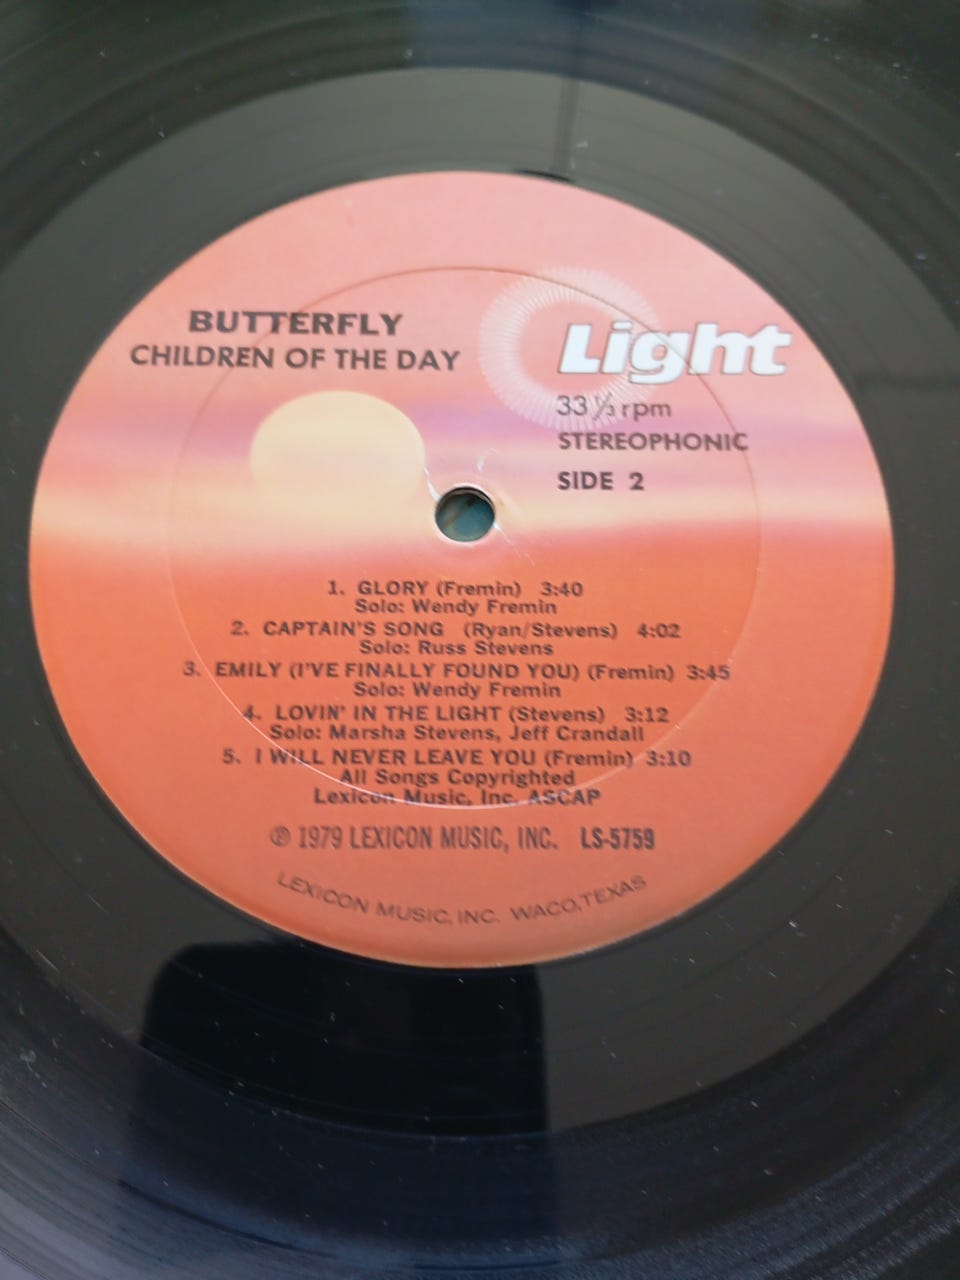 BUTTERFLY
CHILDREN OF THE DAY
Light
33 ⅓ rpm
STEREOPHONIC
SIDE 2
1. GLORY (Fremin) 3:40
Solo: Wendy Fremin
2. CAPTAIN'S SONG (Ryan/Stevens) 4:02
Solo: Russ Stevens
3. EMILY (I'VE FINALLY FOUND YOU) (Fremin) 3:45
Solo: Wendy Fremin
4. LOVIN' IN THE LIGHT (Stevens) 3:12
Solo: Marsha Stevens, Jeff Crandall
5. I WILL NEVER LEAVE YOU (Fremin) 3:10
All Songs Copyrighted
Lexicon Music, Inc. ASCAP
℗ 1979 LEXICON MUSIC, INC. LS-5759
LEXICON MUSIC, INC. WACO, TEXAS